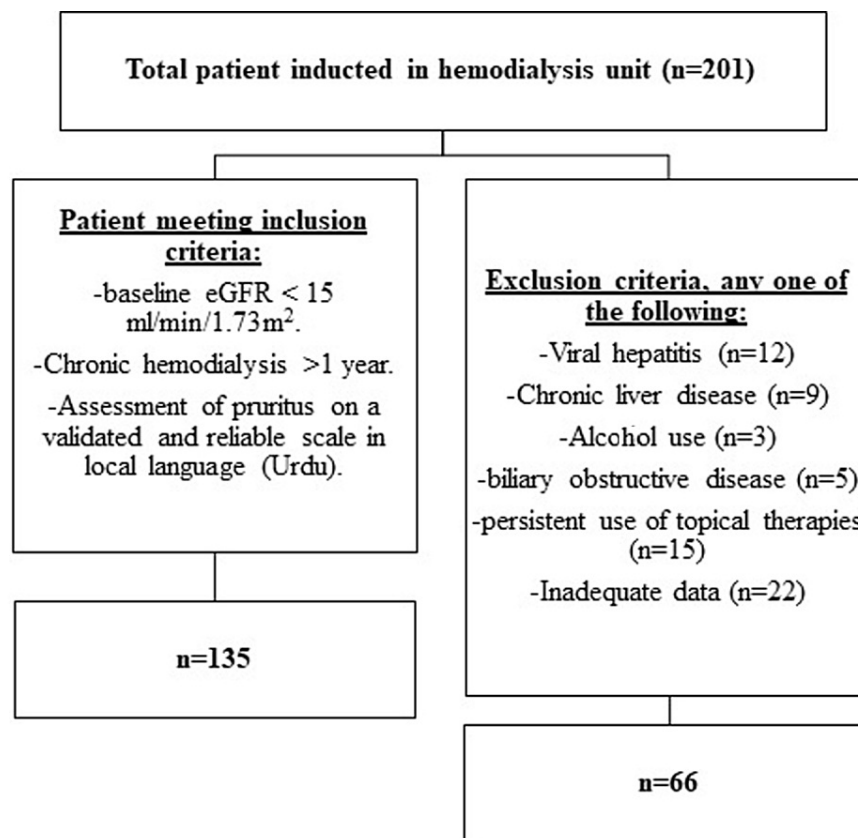 Total patient inducted in hemodialysis unit (n=201)
Patient meeting inclusion
criteria:
-baseline eGFR < 15
ml/min/1.73m².
-Chronic hemodialysis >1 year.
-Assessment of pruritus on a
validated and reliable scale in
local language (Urdu).
n=135
Exclusion criteria, any one of
the following:
-Viral hepatitis (n=12)
-Chronic liver disease (n=9)
-Alcohol use (n=3)
-biliary obstructive disease (n=5)
-persistent use of topical therapies
(n=15)
-Inadequate data (n=22)
n=66